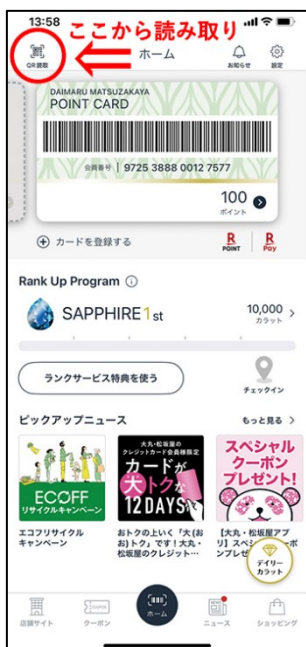 13:58
ここから読み取り
QR読取
ホーム
お知らせ
設定
DAIMARU MATSUZAKAYA
POINT CARD
会員番号 | 9725 3888 0012 7577
100
ポイント
カードを登録する
R
POINT
R
Pay
Rank Up Program
SAPPHIRE 1st
10,000
カラット
ランクサービス特典を使う
チェックイン
ピックアップニュース
もっと見る
ECOFF
リサイクルキャンペーン
大丸・松坂屋の
クレジットカード会員様限定
カードが
大トクな
12DAYS
スペシャル
クーポン
プレゼント!
エコフリサイクル
キャンペーン
おトクの上いく「大(お
お)トク」です!大丸・
松坂屋のクレジット…
【大丸・松坂屋アプ
リ】スペシ
ンプレゼ
デイリー
カラット
店舗サイト
COUPON
クーポン
ホーム
NEWS
ニュース
ショッピング